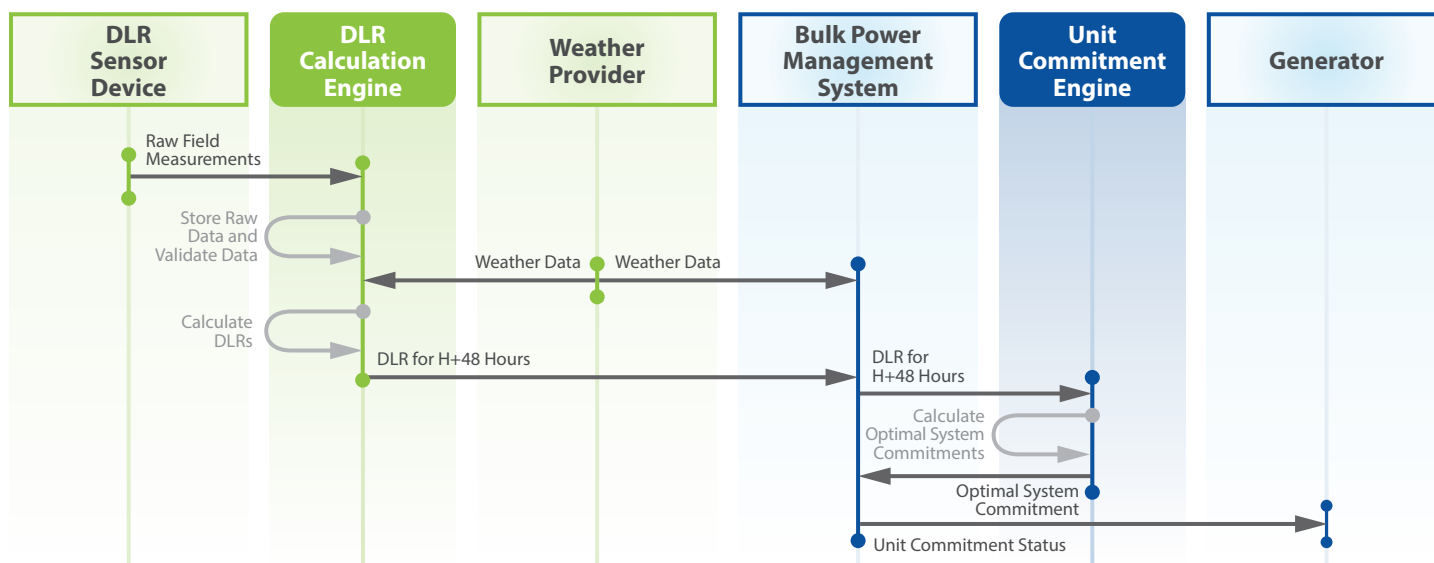 DLR
Sensor
Device
DLR
Calculation
Engine
Weather
Provider
Bulk Power
Management
System
Unit
Commitment
Engine
Generator
Raw Field
Measurements
Store Raw
Data and
Validate Data
Weather Data
Weather Data
Calculate
DLRs
DLR for H+48 Hours
DLR for
H+48 Hours
Calculate
Optimal System
Commitments
Optimal System
Commitment
Unit Commitment Status